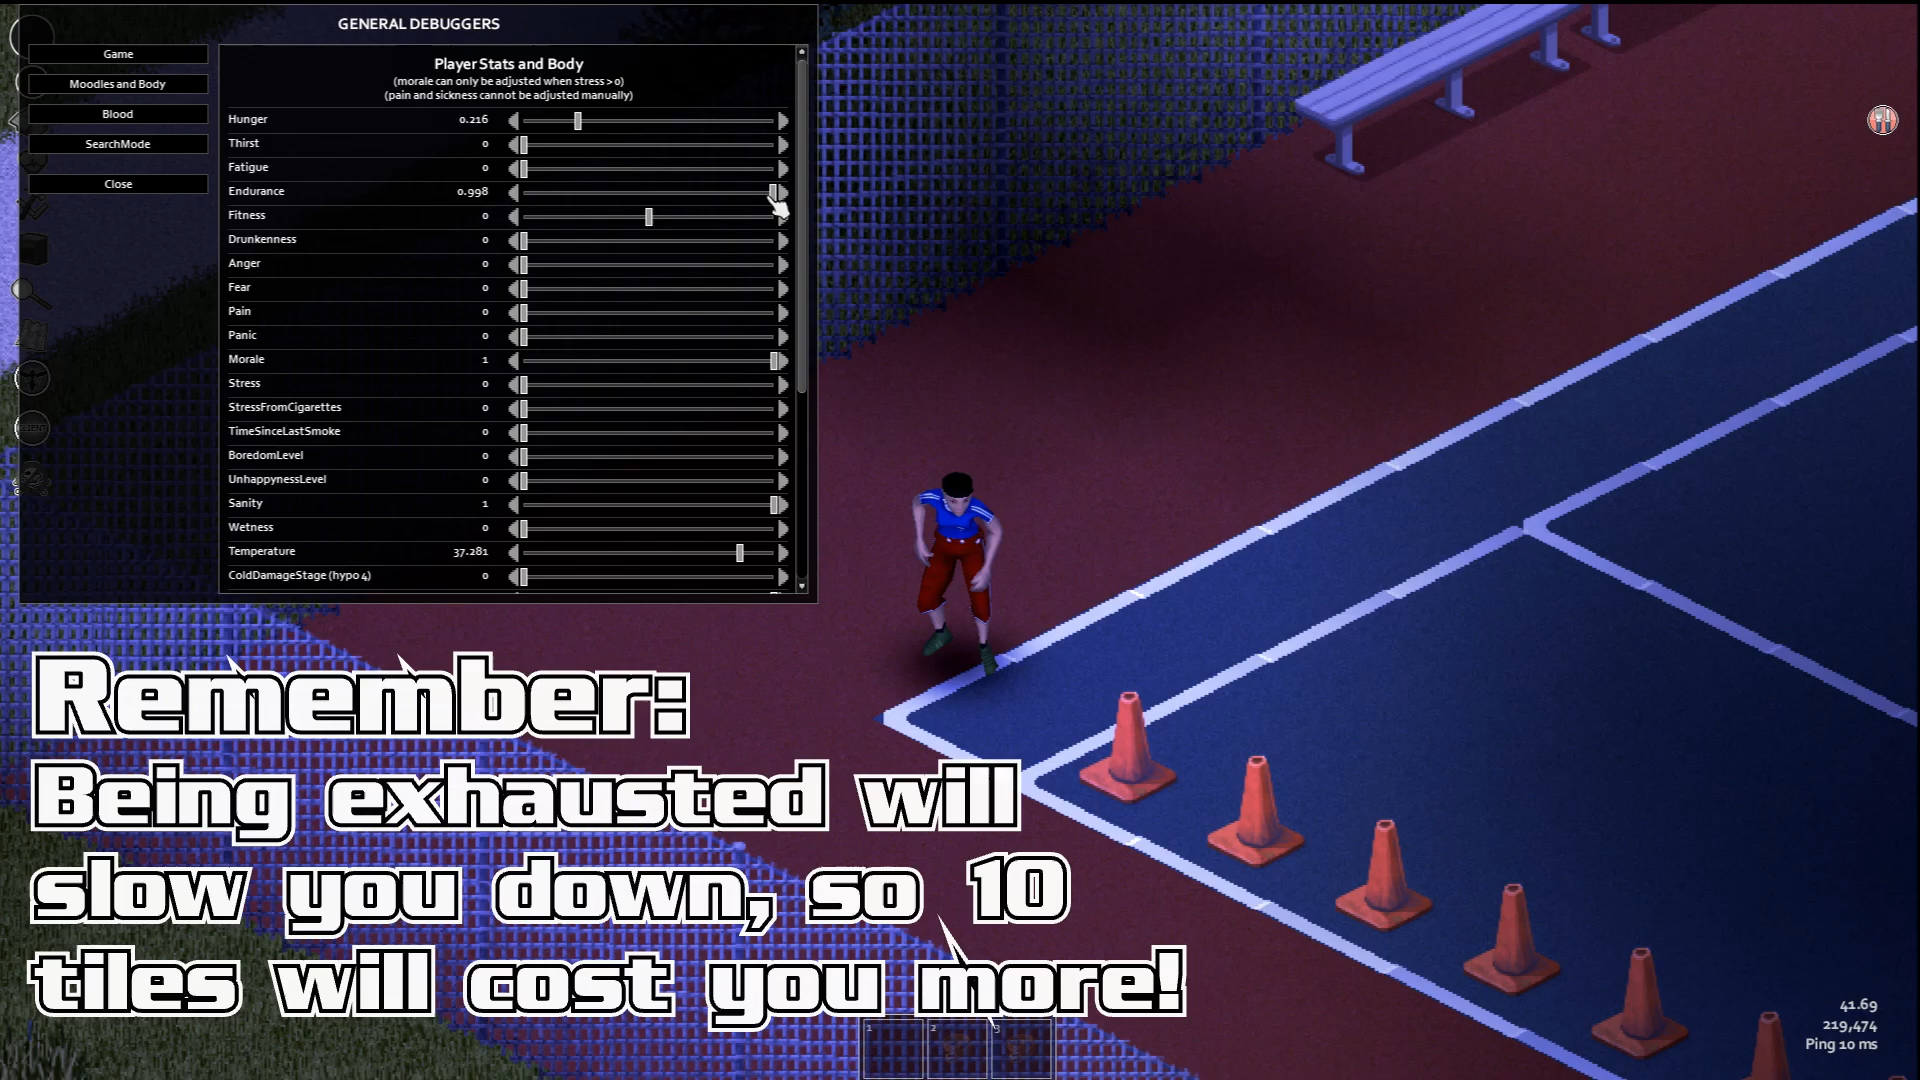 GENERAL DEBUGGERS
Game
Moodles and Body
Blood
SearchMode
Close
Player Stats and Body
(morale can only be adjusted when stress > 0)
(pain and sickness cannot be adjusted manually)
Hunger 0.216
Thirst 0
Fatigue 0
Endurance 0.998
Fitness 0
Drunkenness 0
Anger 0
Fear 0
Pain 0
Panic 0
Morale 1
Stress 0
StressFromCigarettes 0
TimeSinceLastSmoke 0
BoredomLevel 0
UnhappynessLevel 0
Sanity 1
Wetness 0
Temperature 37.281
ColdDamageStage (hypo 4) 0
Remember:
Being exhausted will
slow you down, so 10
tiles will cost you more!
1 2 3
41.69
219,474
Ping 10 ms